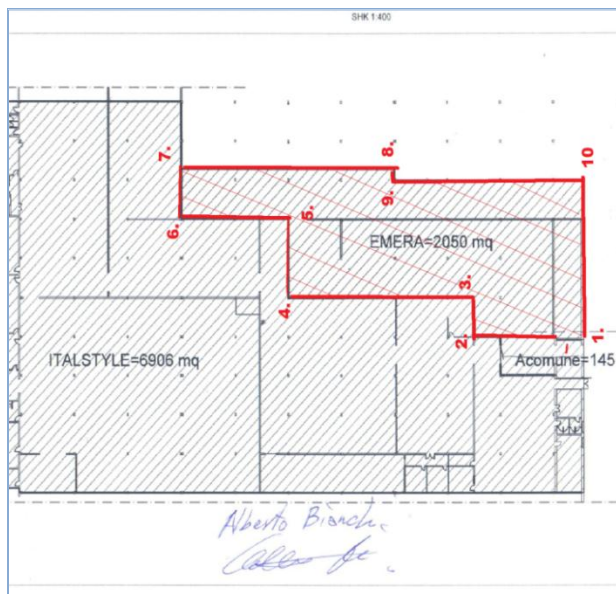 SHK 1:400
8.
10
7.
9.
5.
6.
EMERA=2050 mq
3.
4.
2.
1.
ITALSTYLE=6906 mq
Acomune=145
Alberto Bianchi